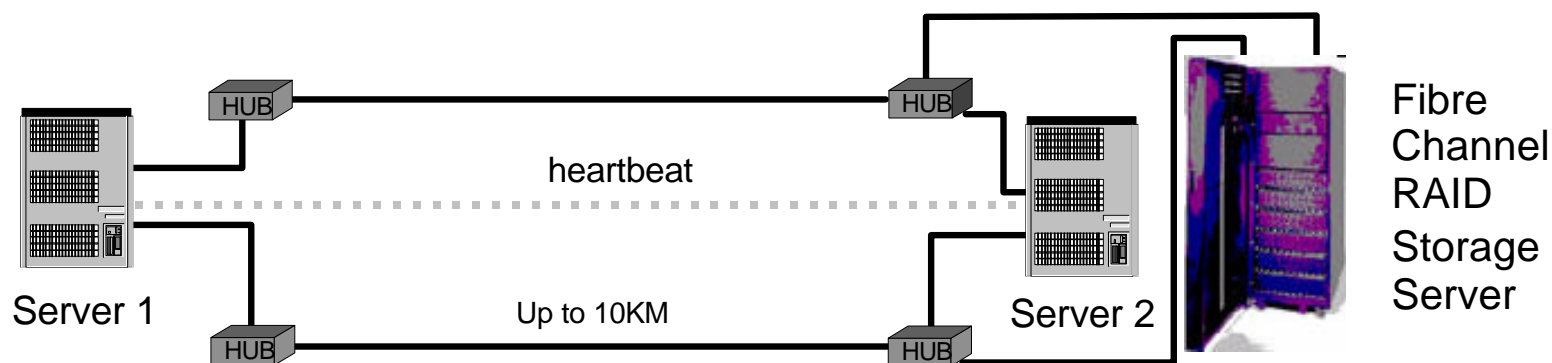 HUB
HUB
Fibre
Channel
RAID
Storage
Server
heartbeat
Server 1
Up to 10KM
Server 2
HUB
HUB